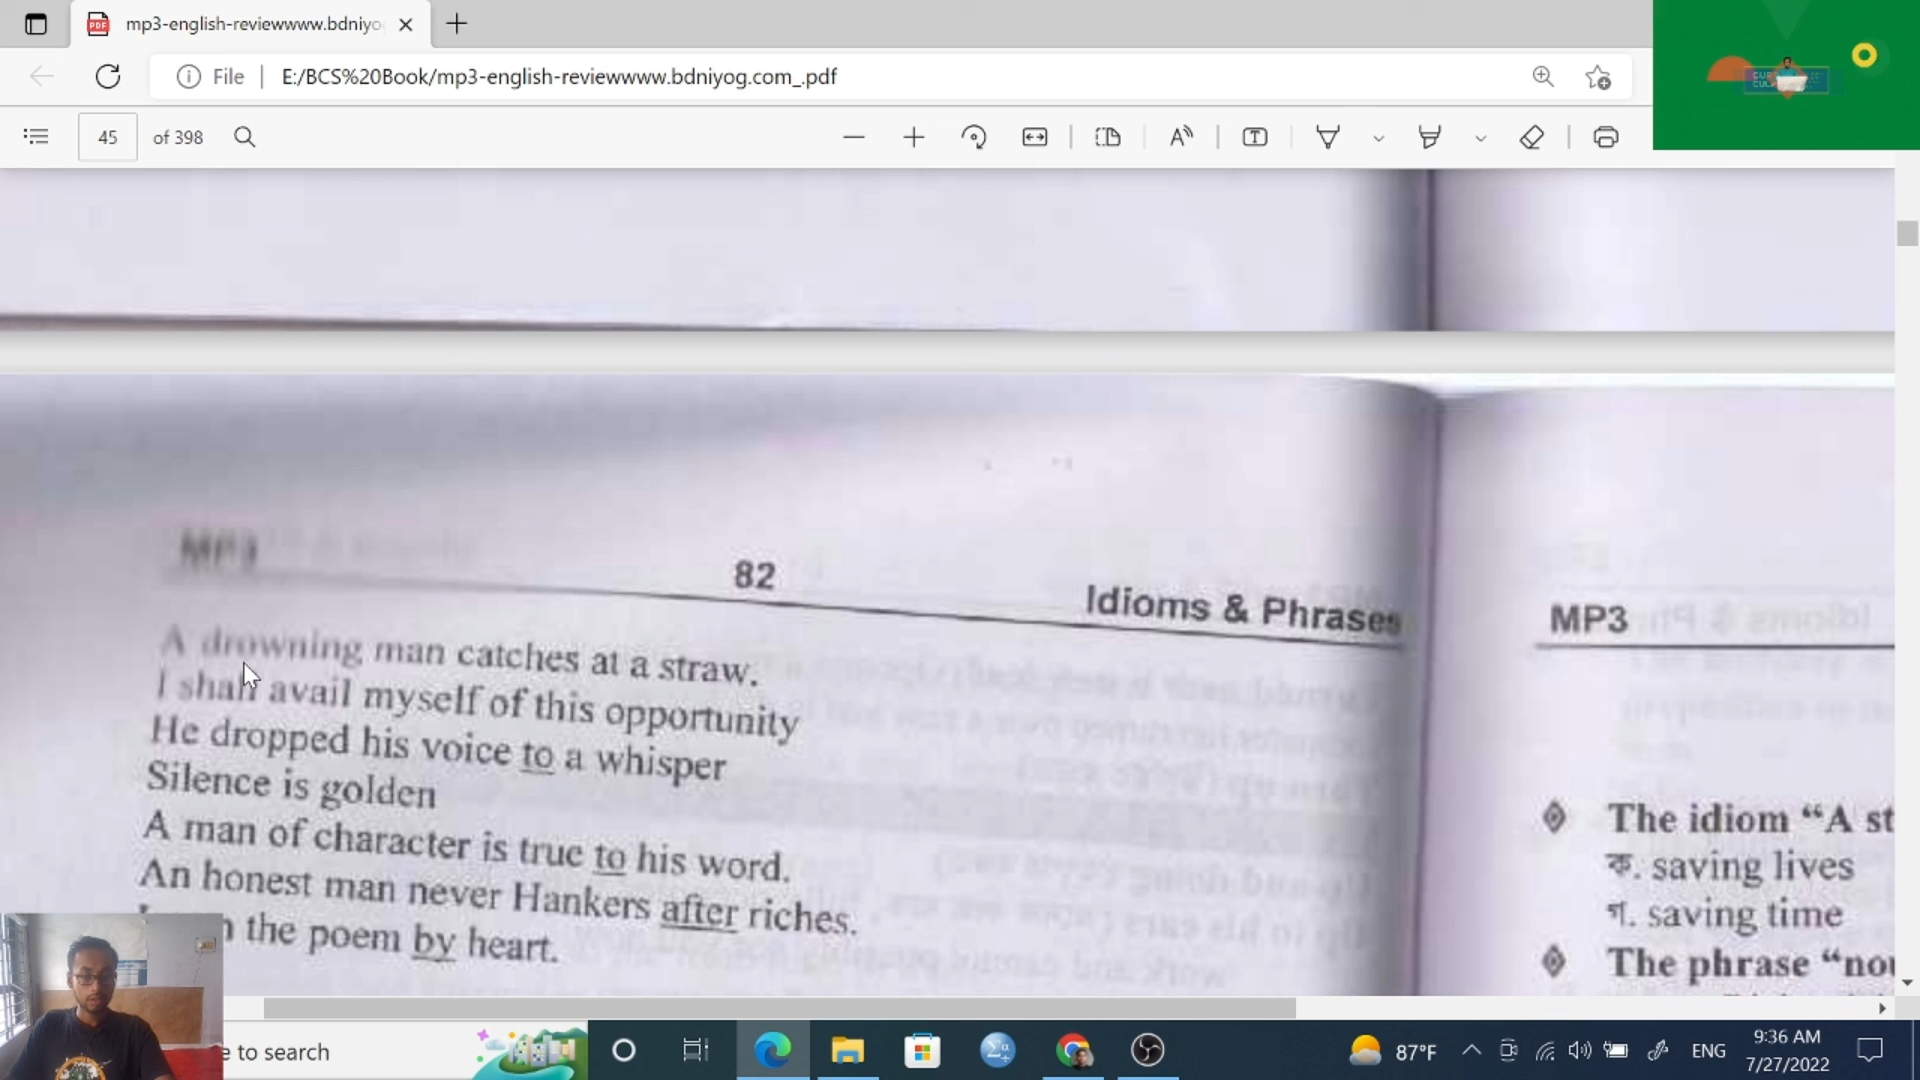 mp3-english-reviewwww.bdniyo
File
E:/BCS%20Book/mp3-english-reviewwww.bdniyog.com_.pdf
45 of 398
MP3
82
Idioms & Phrases
A drowning man catches at a straw.
I shall avail myself of this opportunity
He dropped his voice to a whisper
Silence is golden
A man of character is true to his word.
An honest man never Hankers after riches.
the poem by heart.
MP3
The idiom “A st
ক. saving lives
গ. saving time
The phrase “nou
e to search
87°F
ENG
9:36 AM
7/27/2022